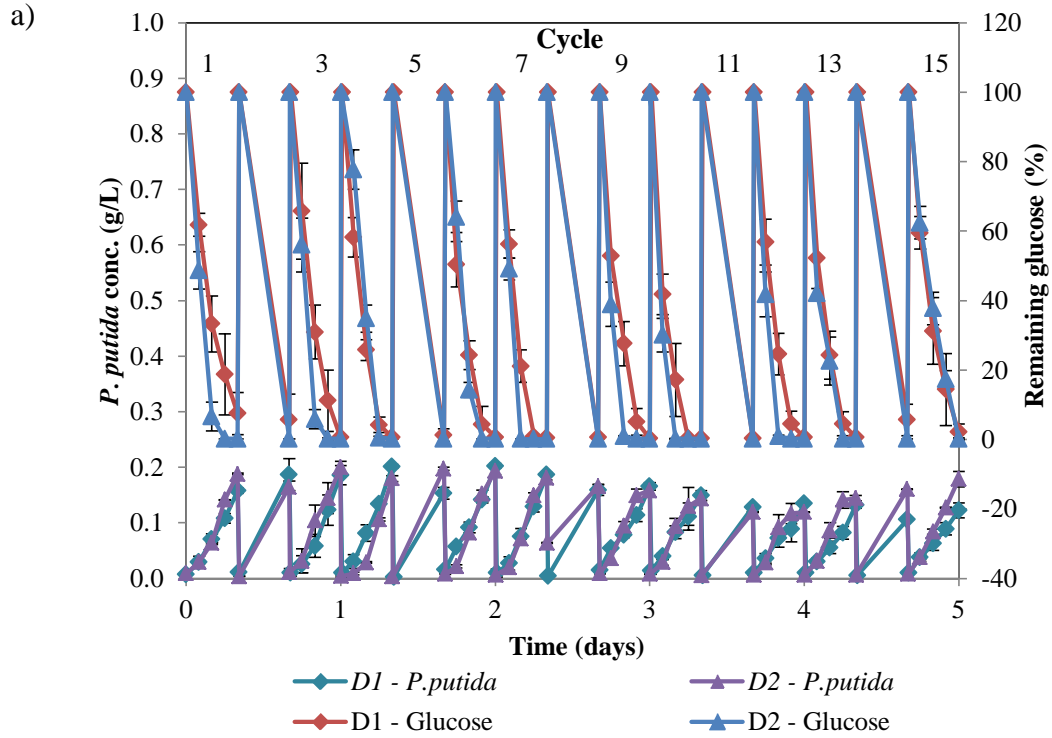 a)
Cycle
1 3 5 7 9 11 13 15
1.0
0.9
0.8
0.7
0.6
0.5
0.4
0.3
0.2
0.1
0.0
P. putida conc. (g/L)
120
100
80
60
40
20
0
-20
-40
Remaining glucose (%)
0 1 2 3 4 5
Time (days)
D1 - P.putida D2 - P.putida
D1 - Glucose D2 - Glucose